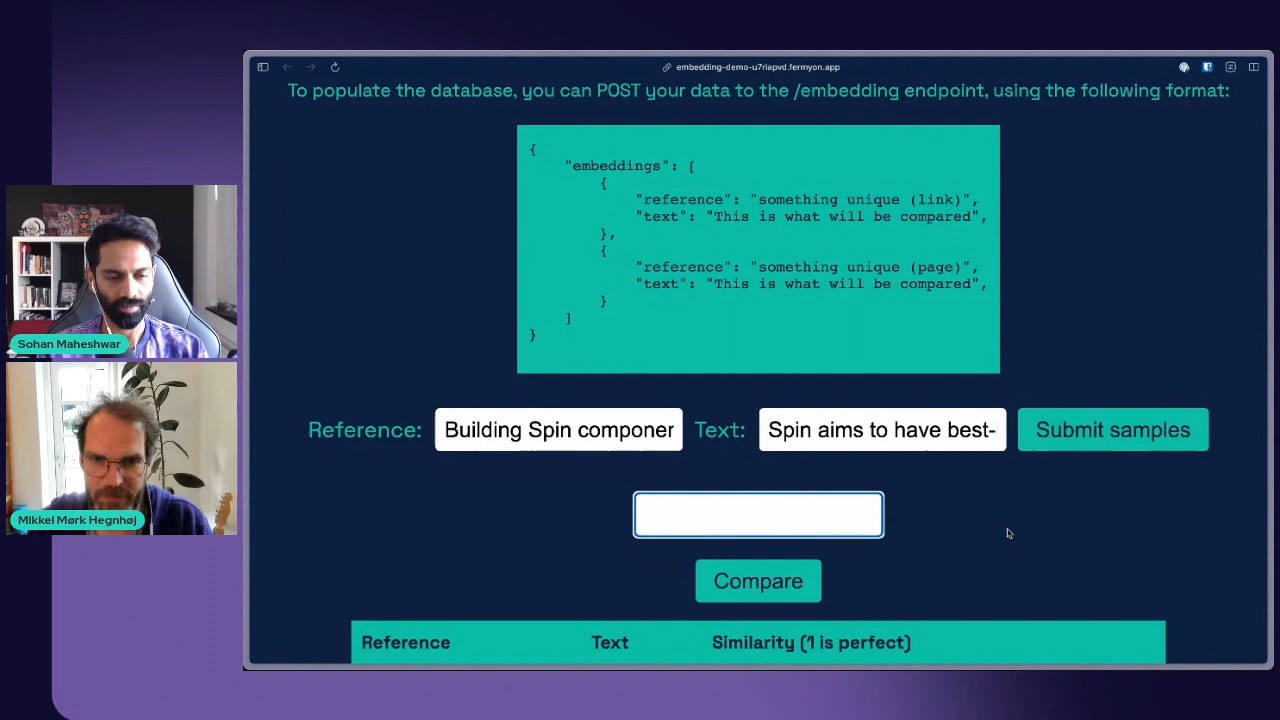 embedding-demo-u7riapvd.fermyon.app
To populate the database, you can POST your data to the /embedding endpoint, using the following format:
{
"embeddings": [
{
"reference": "something unique (link)",
"text": "This is what will be compared",
},
{
"reference": "something unique (page)",
"text": "This is what will be compared",
}
]
}
Reference: Building Spin componer Text: Spin aims to have best- Submit samples
Compare
Reference Text Similarity (1 is perfect)
Sohan Maheshwar
Mikkel Mørk Hegnhøj